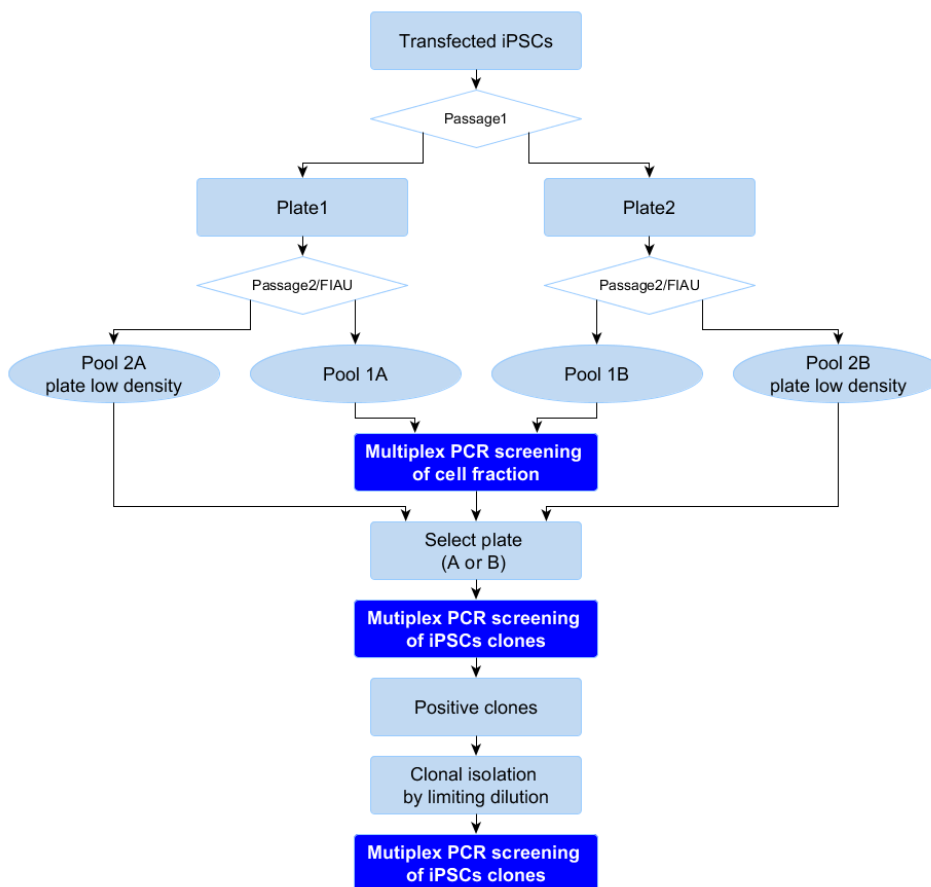 Transfected iPSCs
Passage1
Plate1
Plate2
Passage2/FIAU
Passage2/FIAU
Pool 2A
plate low density
Pool 1A
Pool 1B
Pool 2B
plate low density
Multiplex PCR screening
of cell fraction
Select plate
(A or B)
Mutiplex PCR screening
of iPSCs clones
Positive clones
Clonal isolation
by limiting dilution
Mutiplex PCR screening
of iPSCs clones